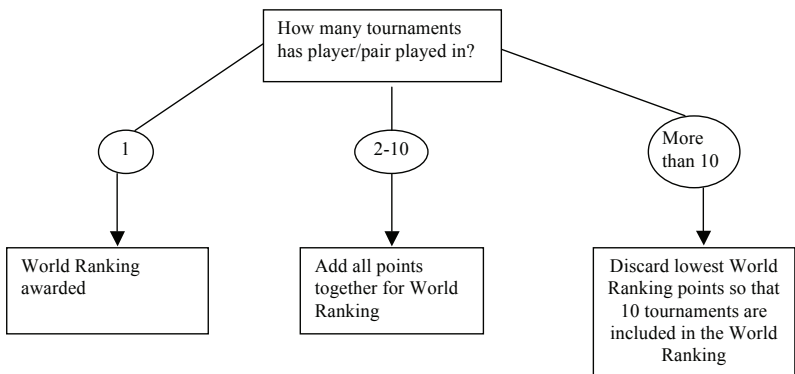 How many tournaments
has player/pair played in?
1
2-10
More
than 10
World Ranking
awarded
Add all points
together for World
Ranking
Discard lowest World
Ranking points so that
10 tournaments are
included in the World
Ranking